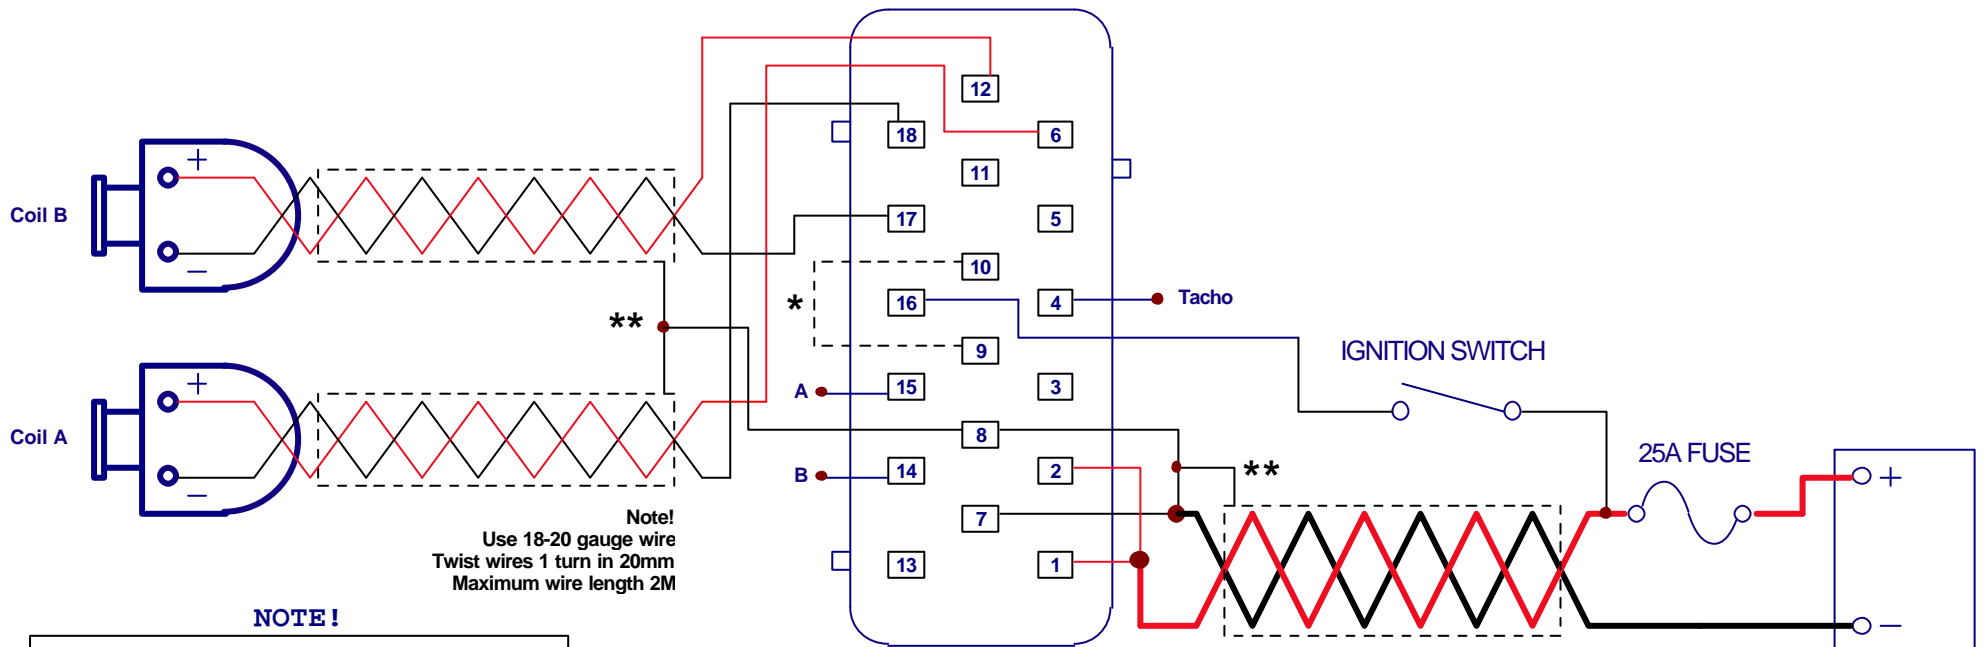 12
18
6
11
+
Coil B
17
5
−
10
*
16
4
Tacho
**
9
IGNITION SWITCH
+
A
15
3
Coil A
8
25A FUSE
−
B
14
2
**
+
Note!
Use 18-20 gauge wire
Twist wires 1 turn in 20mm
Maximum wire length 2M
7
13
1
NOTE!
−